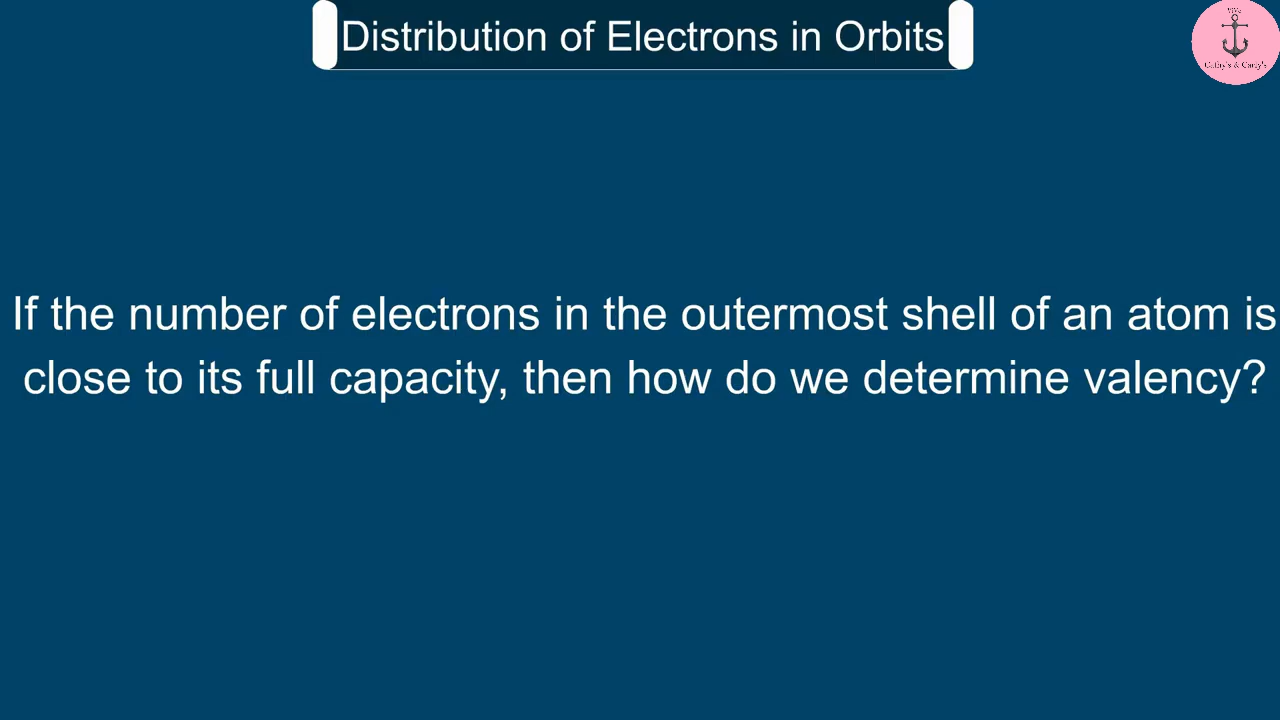 Distribution of Electrons in Orbits
If the number of electrons in the outermost shell of an atom is
close to its full capacity, then how do we determine valency?